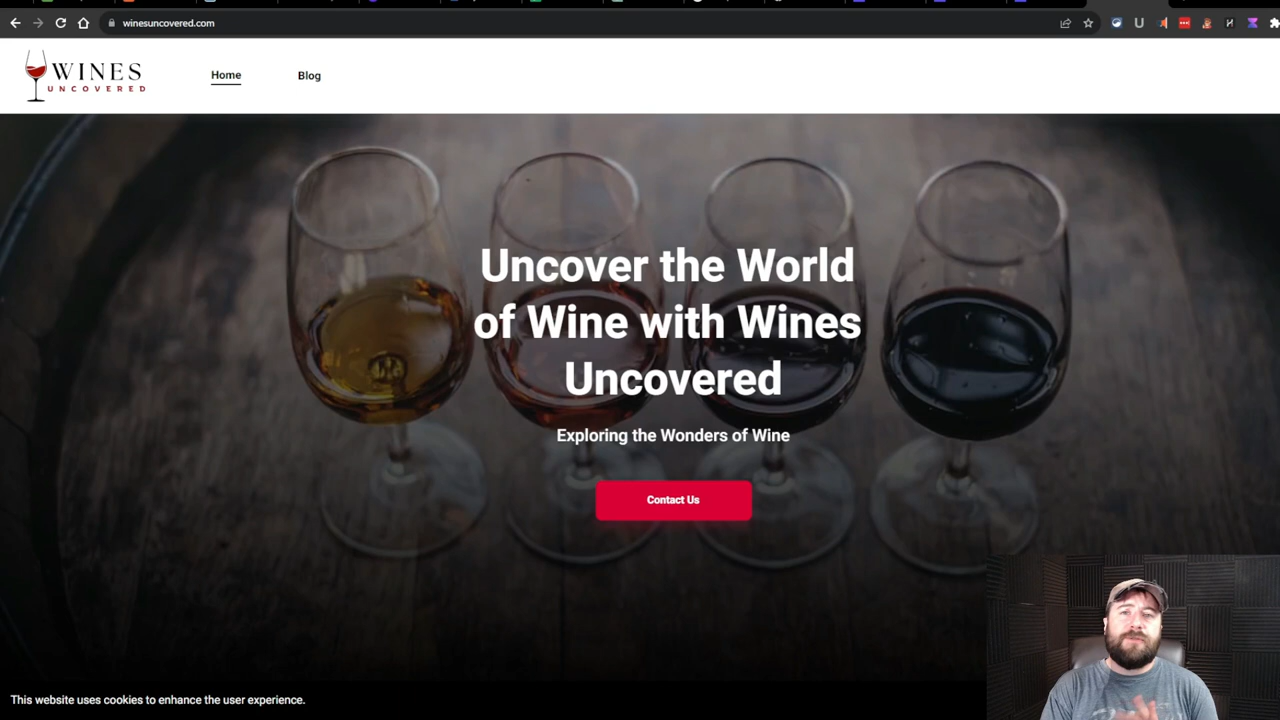 winesuncovered.com
WINES
UNCOVERED
Home
Blog
Uncover the World
of Wine with Wines
Uncovered
Exploring the Wonders of Wine
Contact Us
This website uses cookies to enhance the user experience.